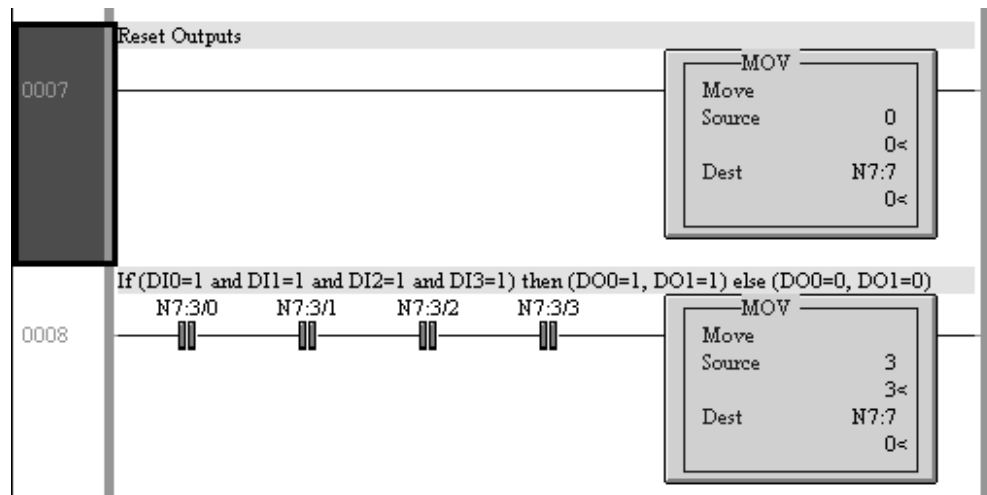 Reset Outputs
0007
MOV
Move
Source 0
0<
Dest N7:7
0<
If (DI0=1 and DI1=1 and DI2=1 and DI3=1) then (DO0=1, DO1=1) else (DO0=0, DO1=0)
0008
N7:3/0 N7:3/1 N7:3/2 N7:3/3
MOV
Move
Source 3
3<
Dest N7:7
0<